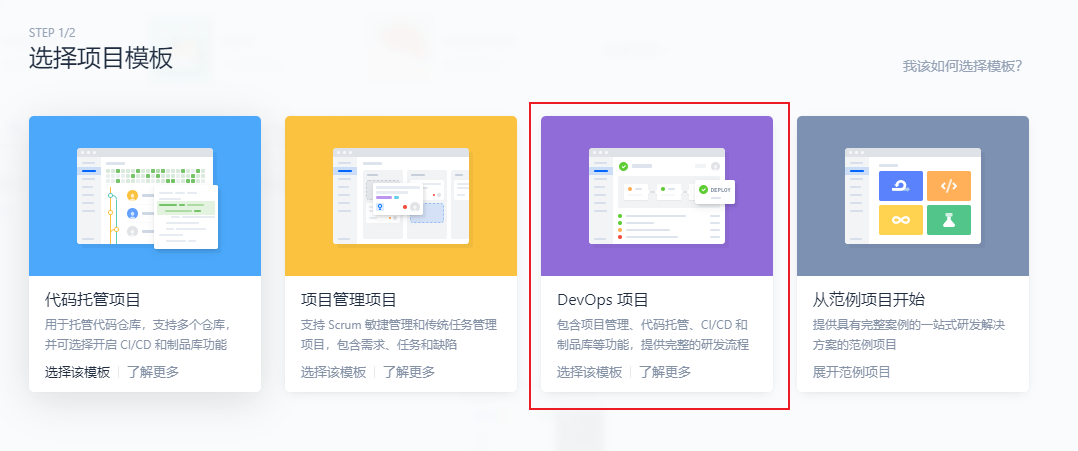 STEP 1/2
选择项目模板
我该如何选择模板?
DEPLOY
代码托管项目
用于托管代码仓库，支持多个仓库，
并可选择开启 CI/CD 和制品库功能
选择该模板 | 了解更多
项目管理项目
支持 Scrum 敏捷管理和传统任务管理
项目，包含需求、任务和缺陷
选择该模板 | 了解更多
DevOps 项目
包含项目管理、代码托管、CI/CD 和
制品库等功能，提供完整的研发流程
选择该模板 | 了解更多
从范例项目开始
提供具有完整案例的一站式研发解决
方案的范例项目
展开范例项目